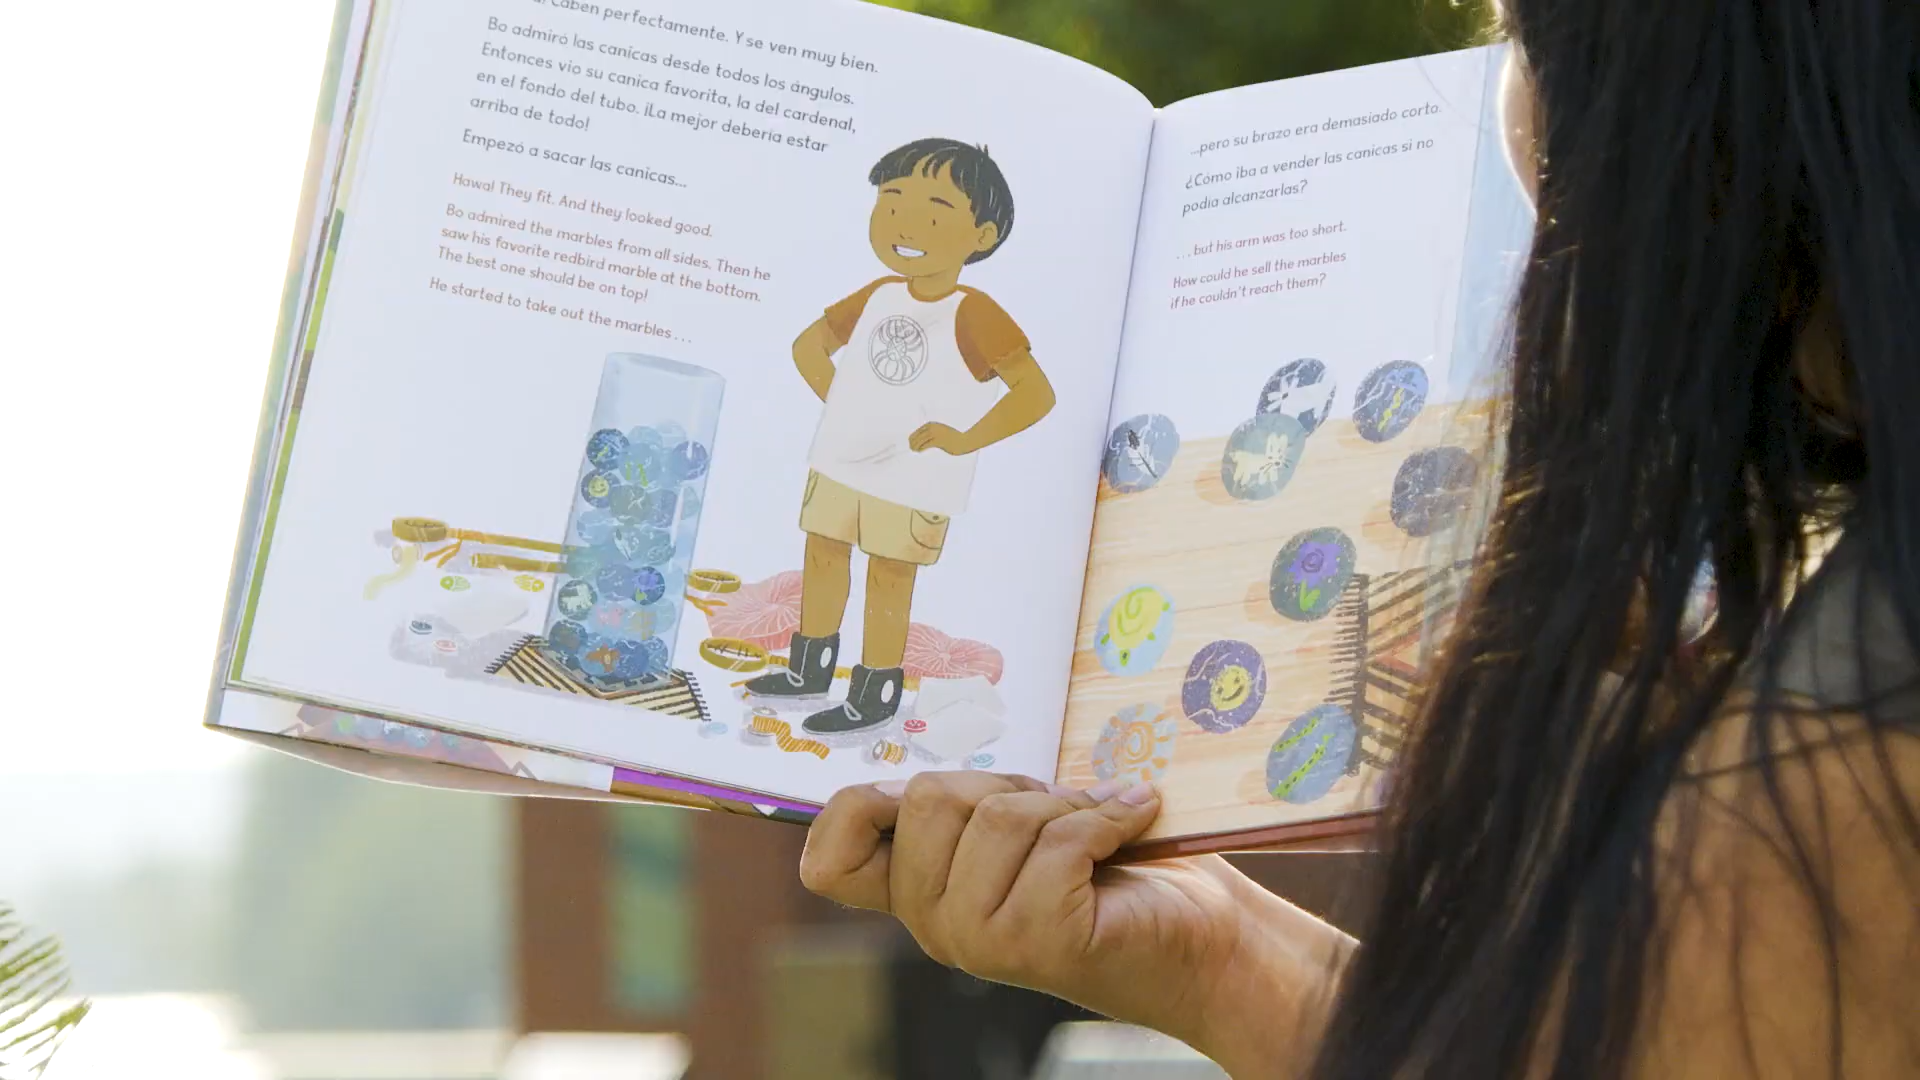 Caben perfectamente. Y se ven muy bien.
Bo admiró las canicas desde todos los ángulos.
Entonces vio su canica favorita, la del cardenal,
en el fondo del tubo. ¡La mejor debería estar
arriba de todo!
Empezó a sacar las canicas...
Hawa! They fit. And they looked good.
Bo admired the marbles from all sides. Then he
saw his favorite redbird marble at the bottom.
The best one should be on top!
He started to take out the marbles . . .
...pero su brazo era demasiado corto.
¿Cómo iba a vender las canicas si no
podía alcanzarlas?
. . . but his arm was too short.
How could he sell the marbles
if he couldn't reach them?